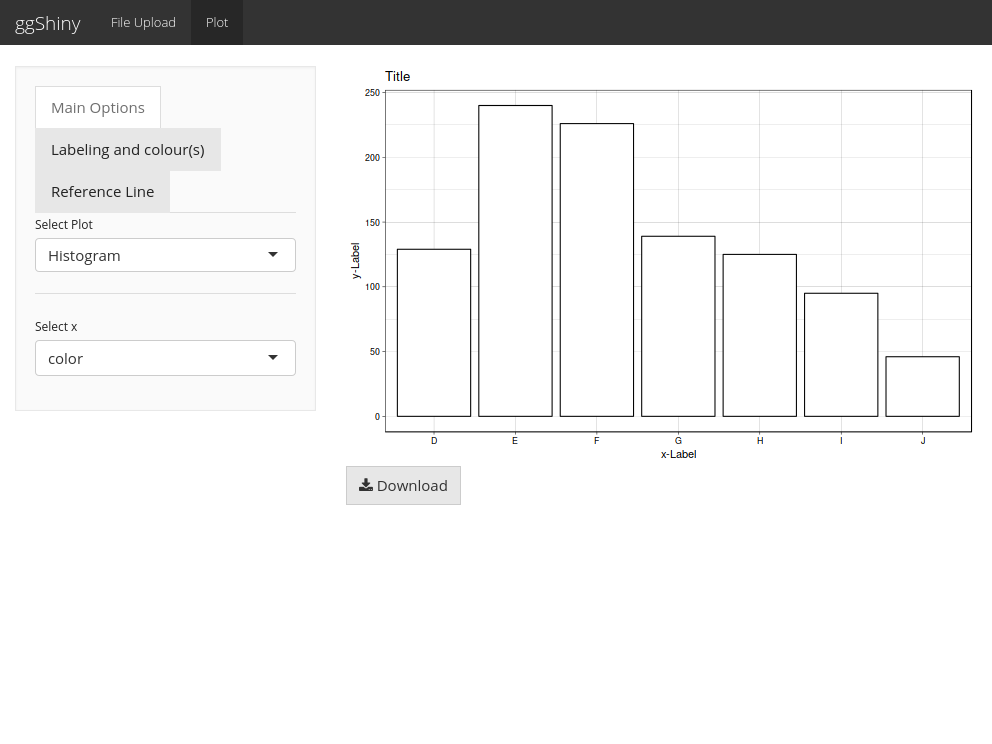 ggShiny File Upload Plot
Main Options
Labeling and colour(s)
Reference Line
Select Plot
Histogram
Select x
color
Title
250
200
150
100
50
0
y-Label
D E F G H I J
x-Label
Download